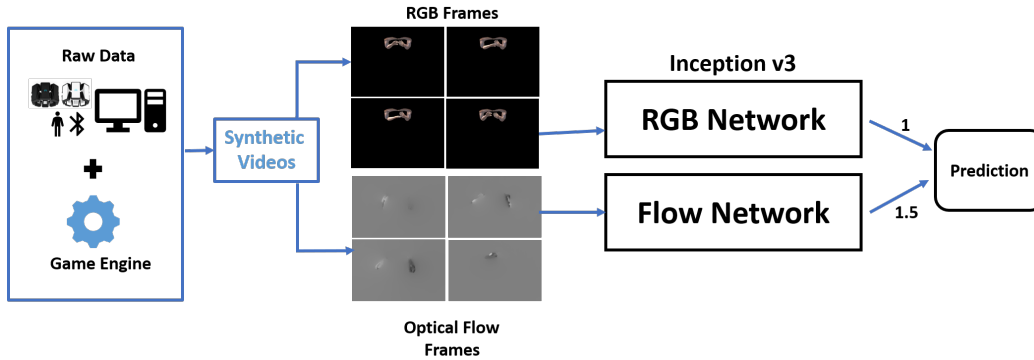 RGB Frames
Raw Data
Inception v3
RGB Network
1
Synthetic
Videos
Prediction
Flow Network
1.5
Game Engine
Optical Flow
Frames